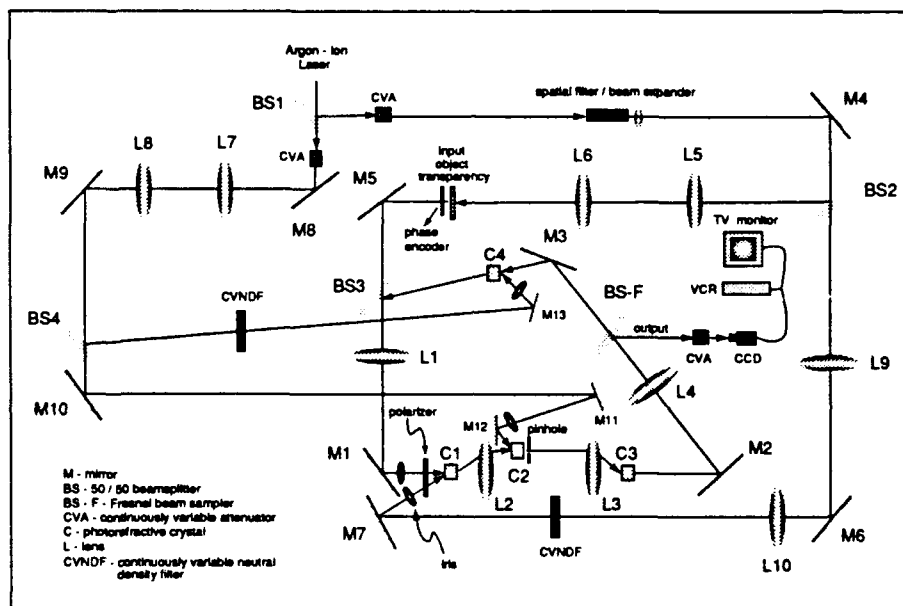 Argon - Ion
Laser
BS1
CVA
spatial filter / beam expander
M4
L8
L7
CVA
M9
M8
M5
Input
object
transparency
L6
L5
BS2
phase
encoder
TV monitor
C4
M3
VCR
BS3
BS-F
BS4
CVNDF
M13
output
CVA
CCD
L1
L9
L4
M10
M11
polarizer
M12
pinhole
M1
C1
C2
C3
M2
L2
L3
M7
iris
CVNDF
L10
M6
M - mirror
BS - 50 / 50 beamsplitter
BS - F - Fresnel beam sampler
CVA - continuously variable attenuator
C - photorefractive crystal
L - lens
CVNDF - continuously variable neutral
density filter